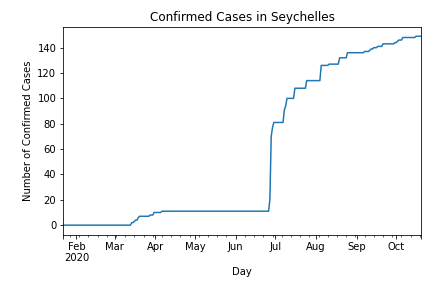 Confirmed Cases in Seychelles
Number of Confirmed Cases
140
120
100
80
60
40
20
0
Feb Mar Apr May Jun Jul Aug Sep Oct
2020
Day